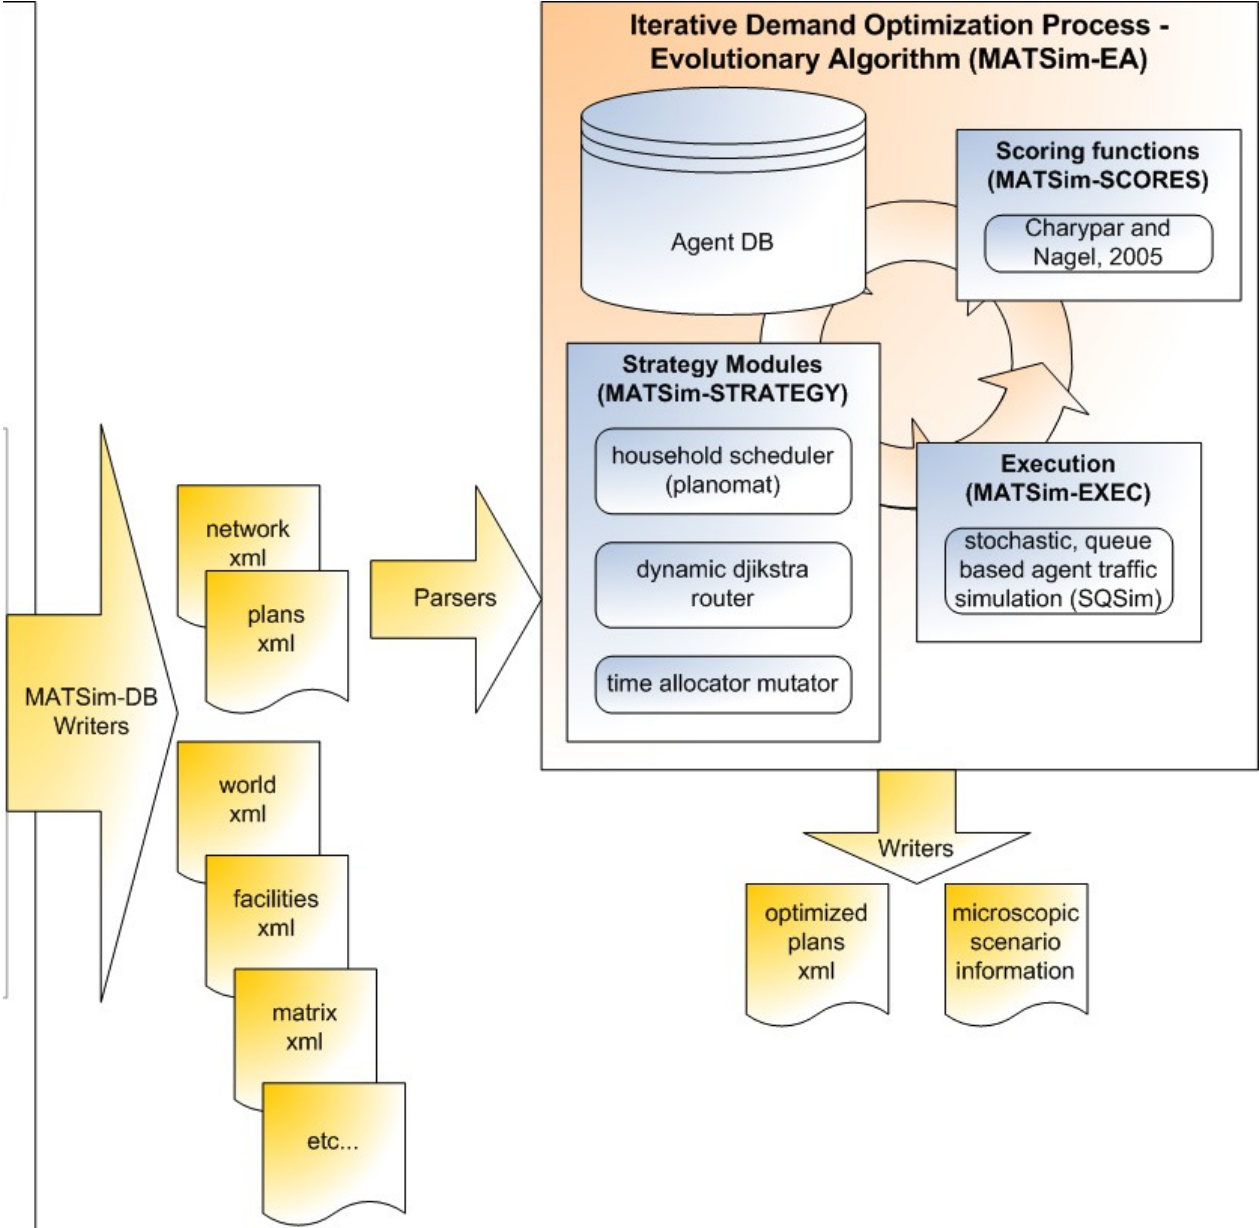 Iterative Demand Optimization Process -
Evolutionary Algorithm (MATSim-EA)
Agent DB
Scoring functions
(MATSim-SCORES)
Charypar and
Nagel, 2005
Strategy Modules
(MATSim-STRATEGY)
household scheduler
(planomat)
dynamic djikstra
router
time allocator mutator
Execution
(MATSim-EXEC)
stochastic, queue
based agent traffic
simulation (SQSim)
MATSim-DB
Writers
network
xml
plans
xml
Parsers
world
xml
facilities
xml
matrix
xml
etc...
Writers
optimized
plans
xml
microscopic
scenario
information